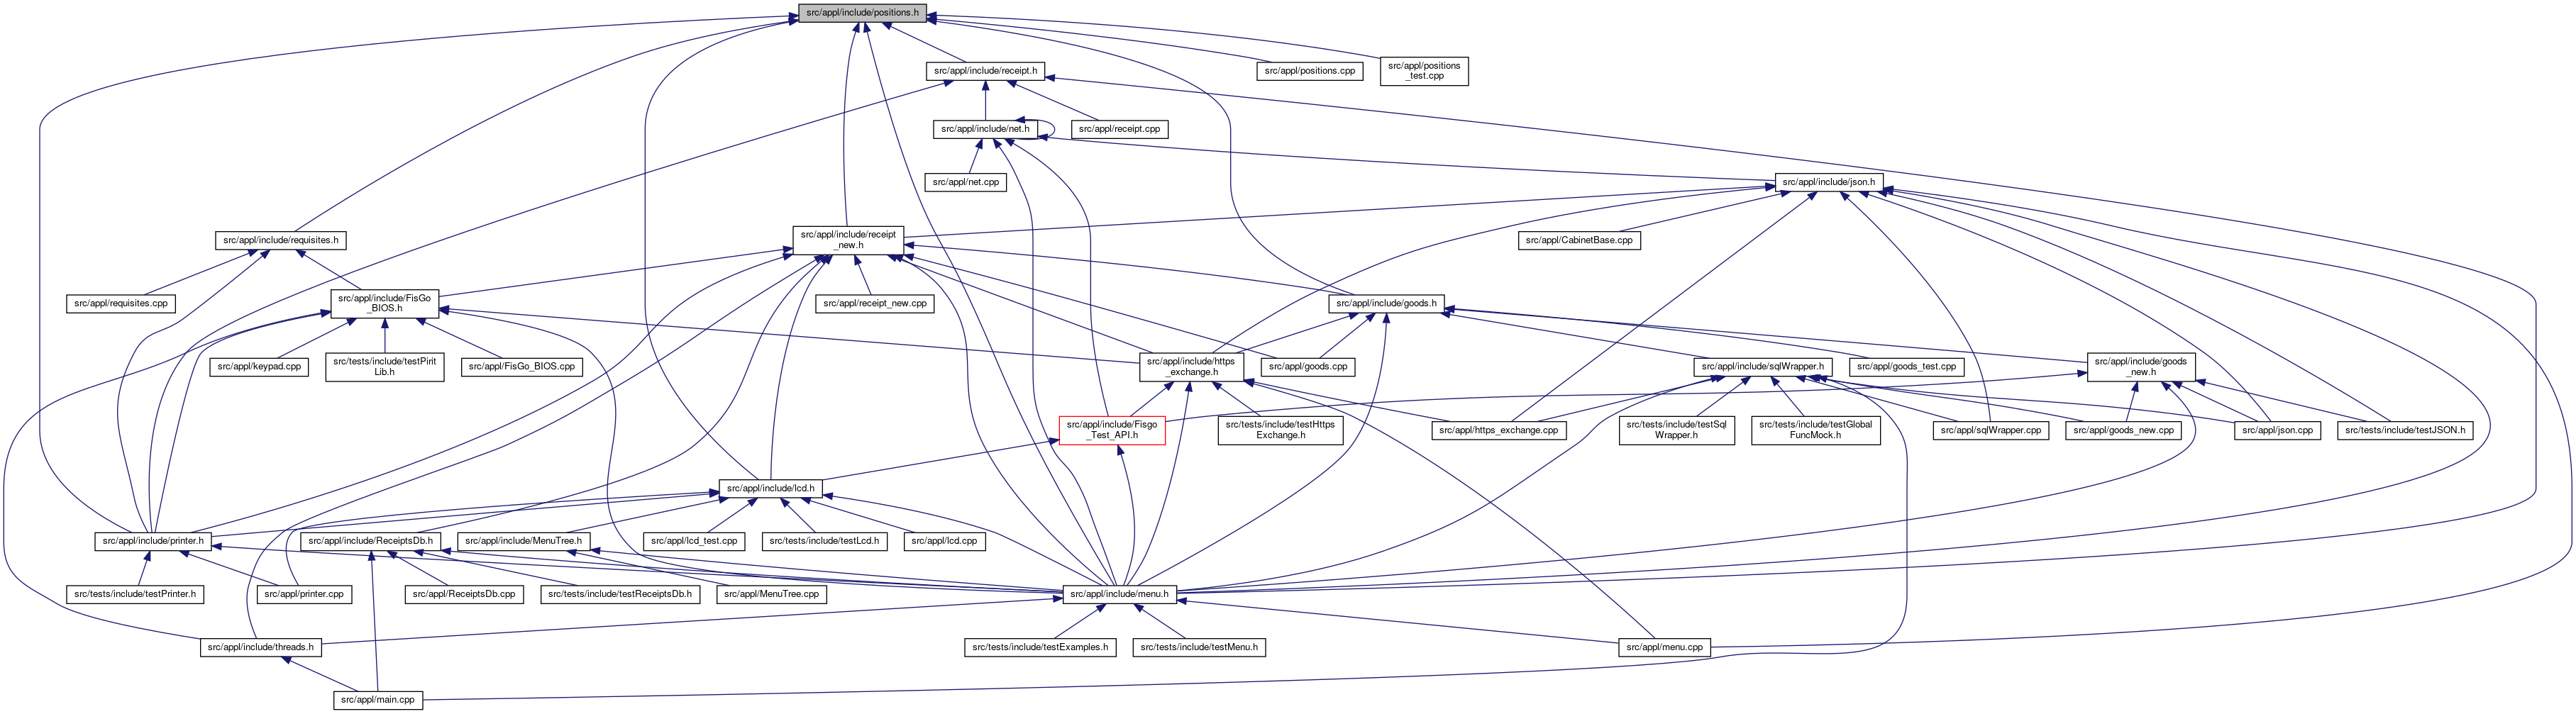 src/appl/include/positions.h
src/appl/include/receipt.h
src/appl/positions.cpp
src/appl/positions
_test.cpp
src/appl/include/net.h
src/appl/receipt.cpp
src/appl/net.cpp
src/appl/include/json.h
src/appl/include/requisites.h
src/appl/include/receipt
_new.h
src/appl/CabinetBase.cpp
src/appl/requisites.cpp
src/appl/include/FisGo
_BIOS.h
src/appl/receipt_new.cpp
src/appl/include/goods.h
src/appl/keypad.cpp
src/tests/include/testPirit
Lib.h
src/appl/FisGo_BIOS.cpp
src/appl/include/https
_exchange.h
src/appl/goods.cpp
src/appl/include/sqlWrapper.h
src/appl/goods_test.cpp
src/appl/include/goods
_new.h
src/appl/include/Fisgo
_Test_API.h
src/tests/include/testHttps
Exchange.h
src/appl/https_exchange.cpp
src/tests/include/testSql
Wrapper.h
src/tests/include/testGlobal
FuncMock.h
src/appl/sqlWrapper.cpp
src/appl/goods_new.cpp
src/appl/json.cpp
src/tests/include/testJSON.h
src/appl/include/lcd.h
src/appl/include/printer.h
src/appl/include/ReceiptsDb.h
src/appl/include/MenuTree.h
src/appl/lcd_test.cpp
src/tests/include/testLcd.h
src/appl/lcd.cpp
src/tests/include/testPrinter.h
src/appl/printer.cpp
src/appl/ReceiptsDb.cpp
src/tests/include/testReceiptsDb.h
src/appl/MenuTree.cpp
src/appl/include/menu.h
src/appl/include/threads.h
src/tests/include/testExamples.h
src/tests/include/testMenu.h
src/appl/menu.cpp
src/appl/main.cpp